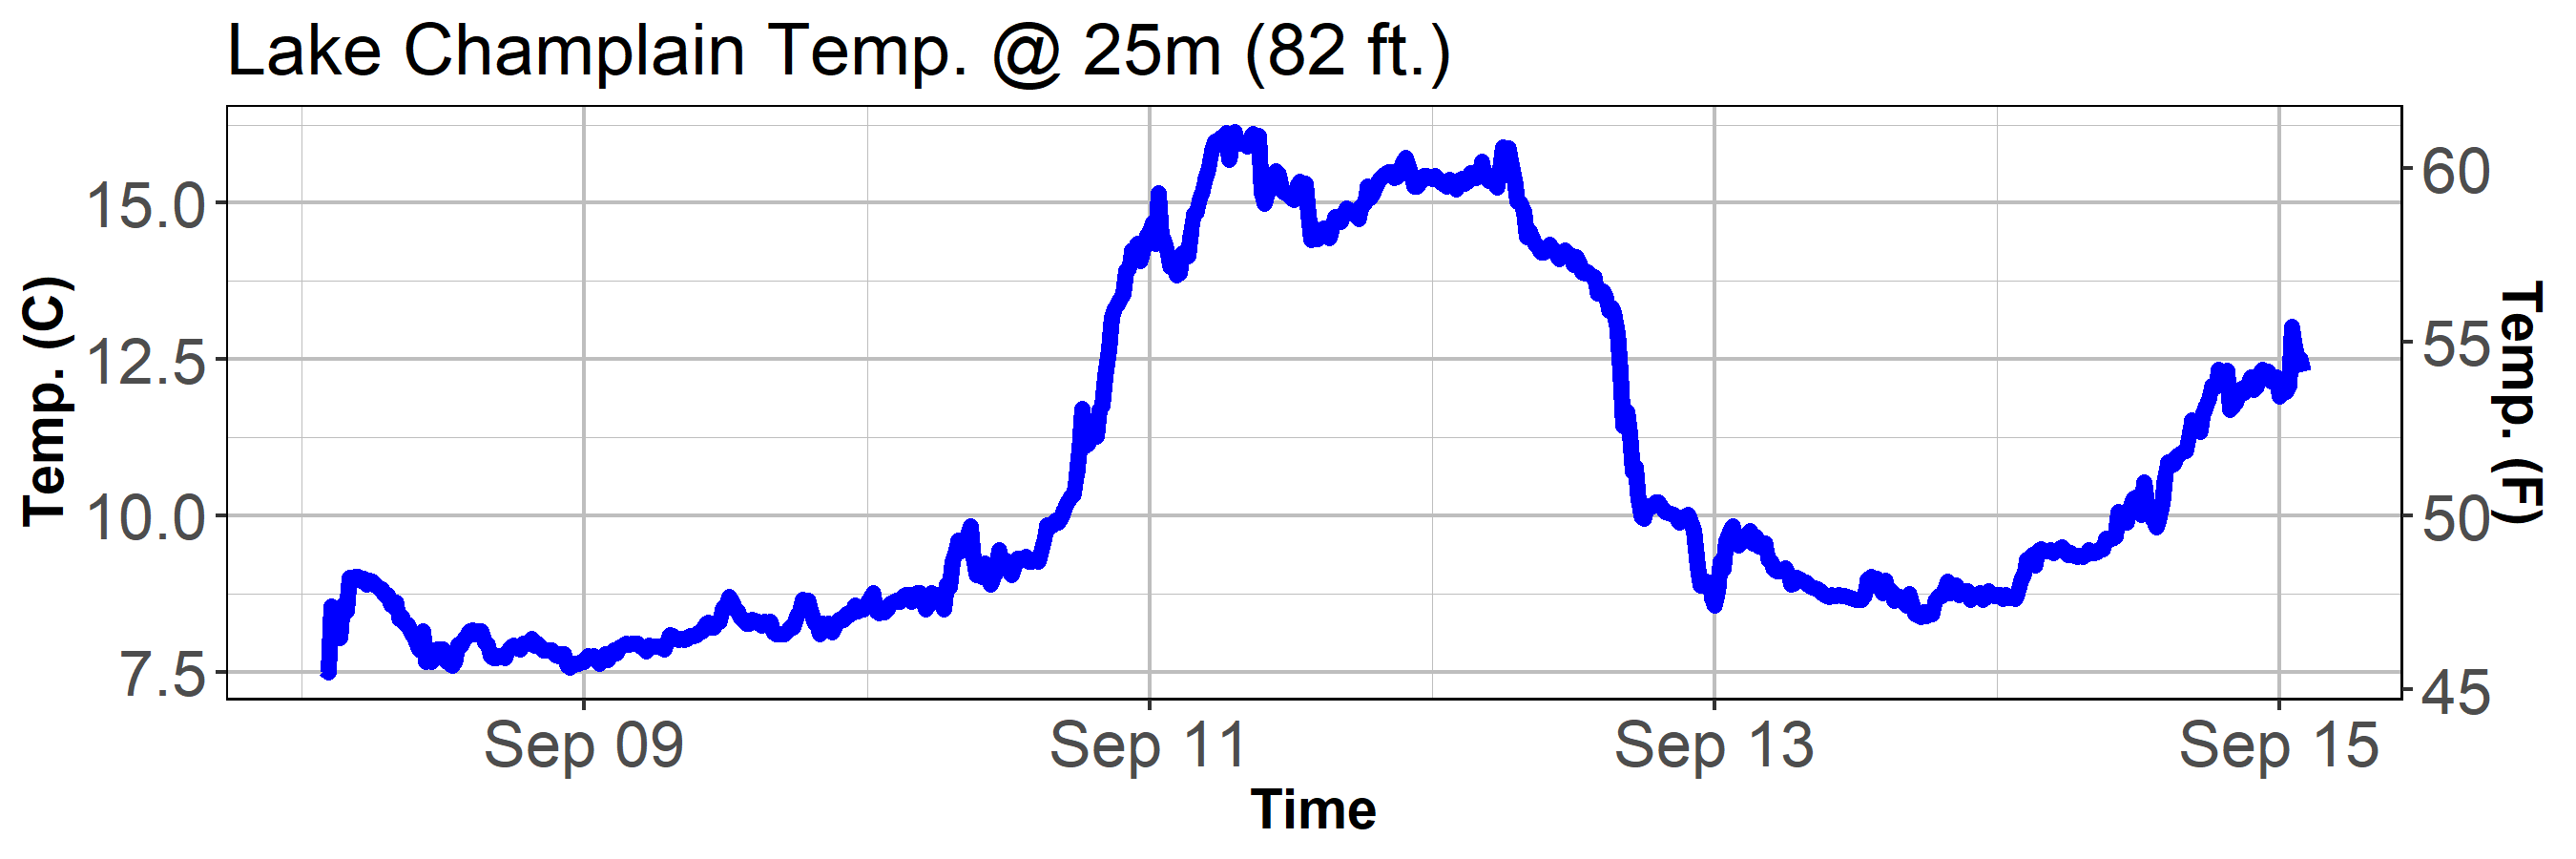 Lake Champlain Temp. @ 25m (82 ft.)
Temp. (C)
15.0
12.5
10.0
7.5
60
55
50
45
Temp. (F)
Sep 09
Sep 11
Sep 13
Sep 15
Time